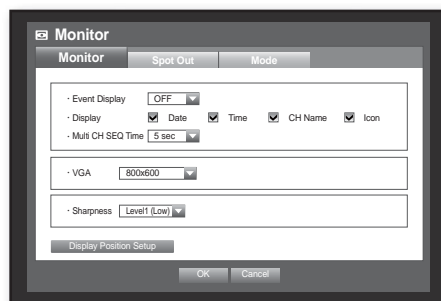 Monitor
Monitor Spot Out Mode
· Event Display OFF
· Display Date Time CH Name Icon
· Multi CH SEQ Time 5 sec
· VGA 800x600
· Sharpness Level1 (Low)
Display Position Setup
OK Cancel